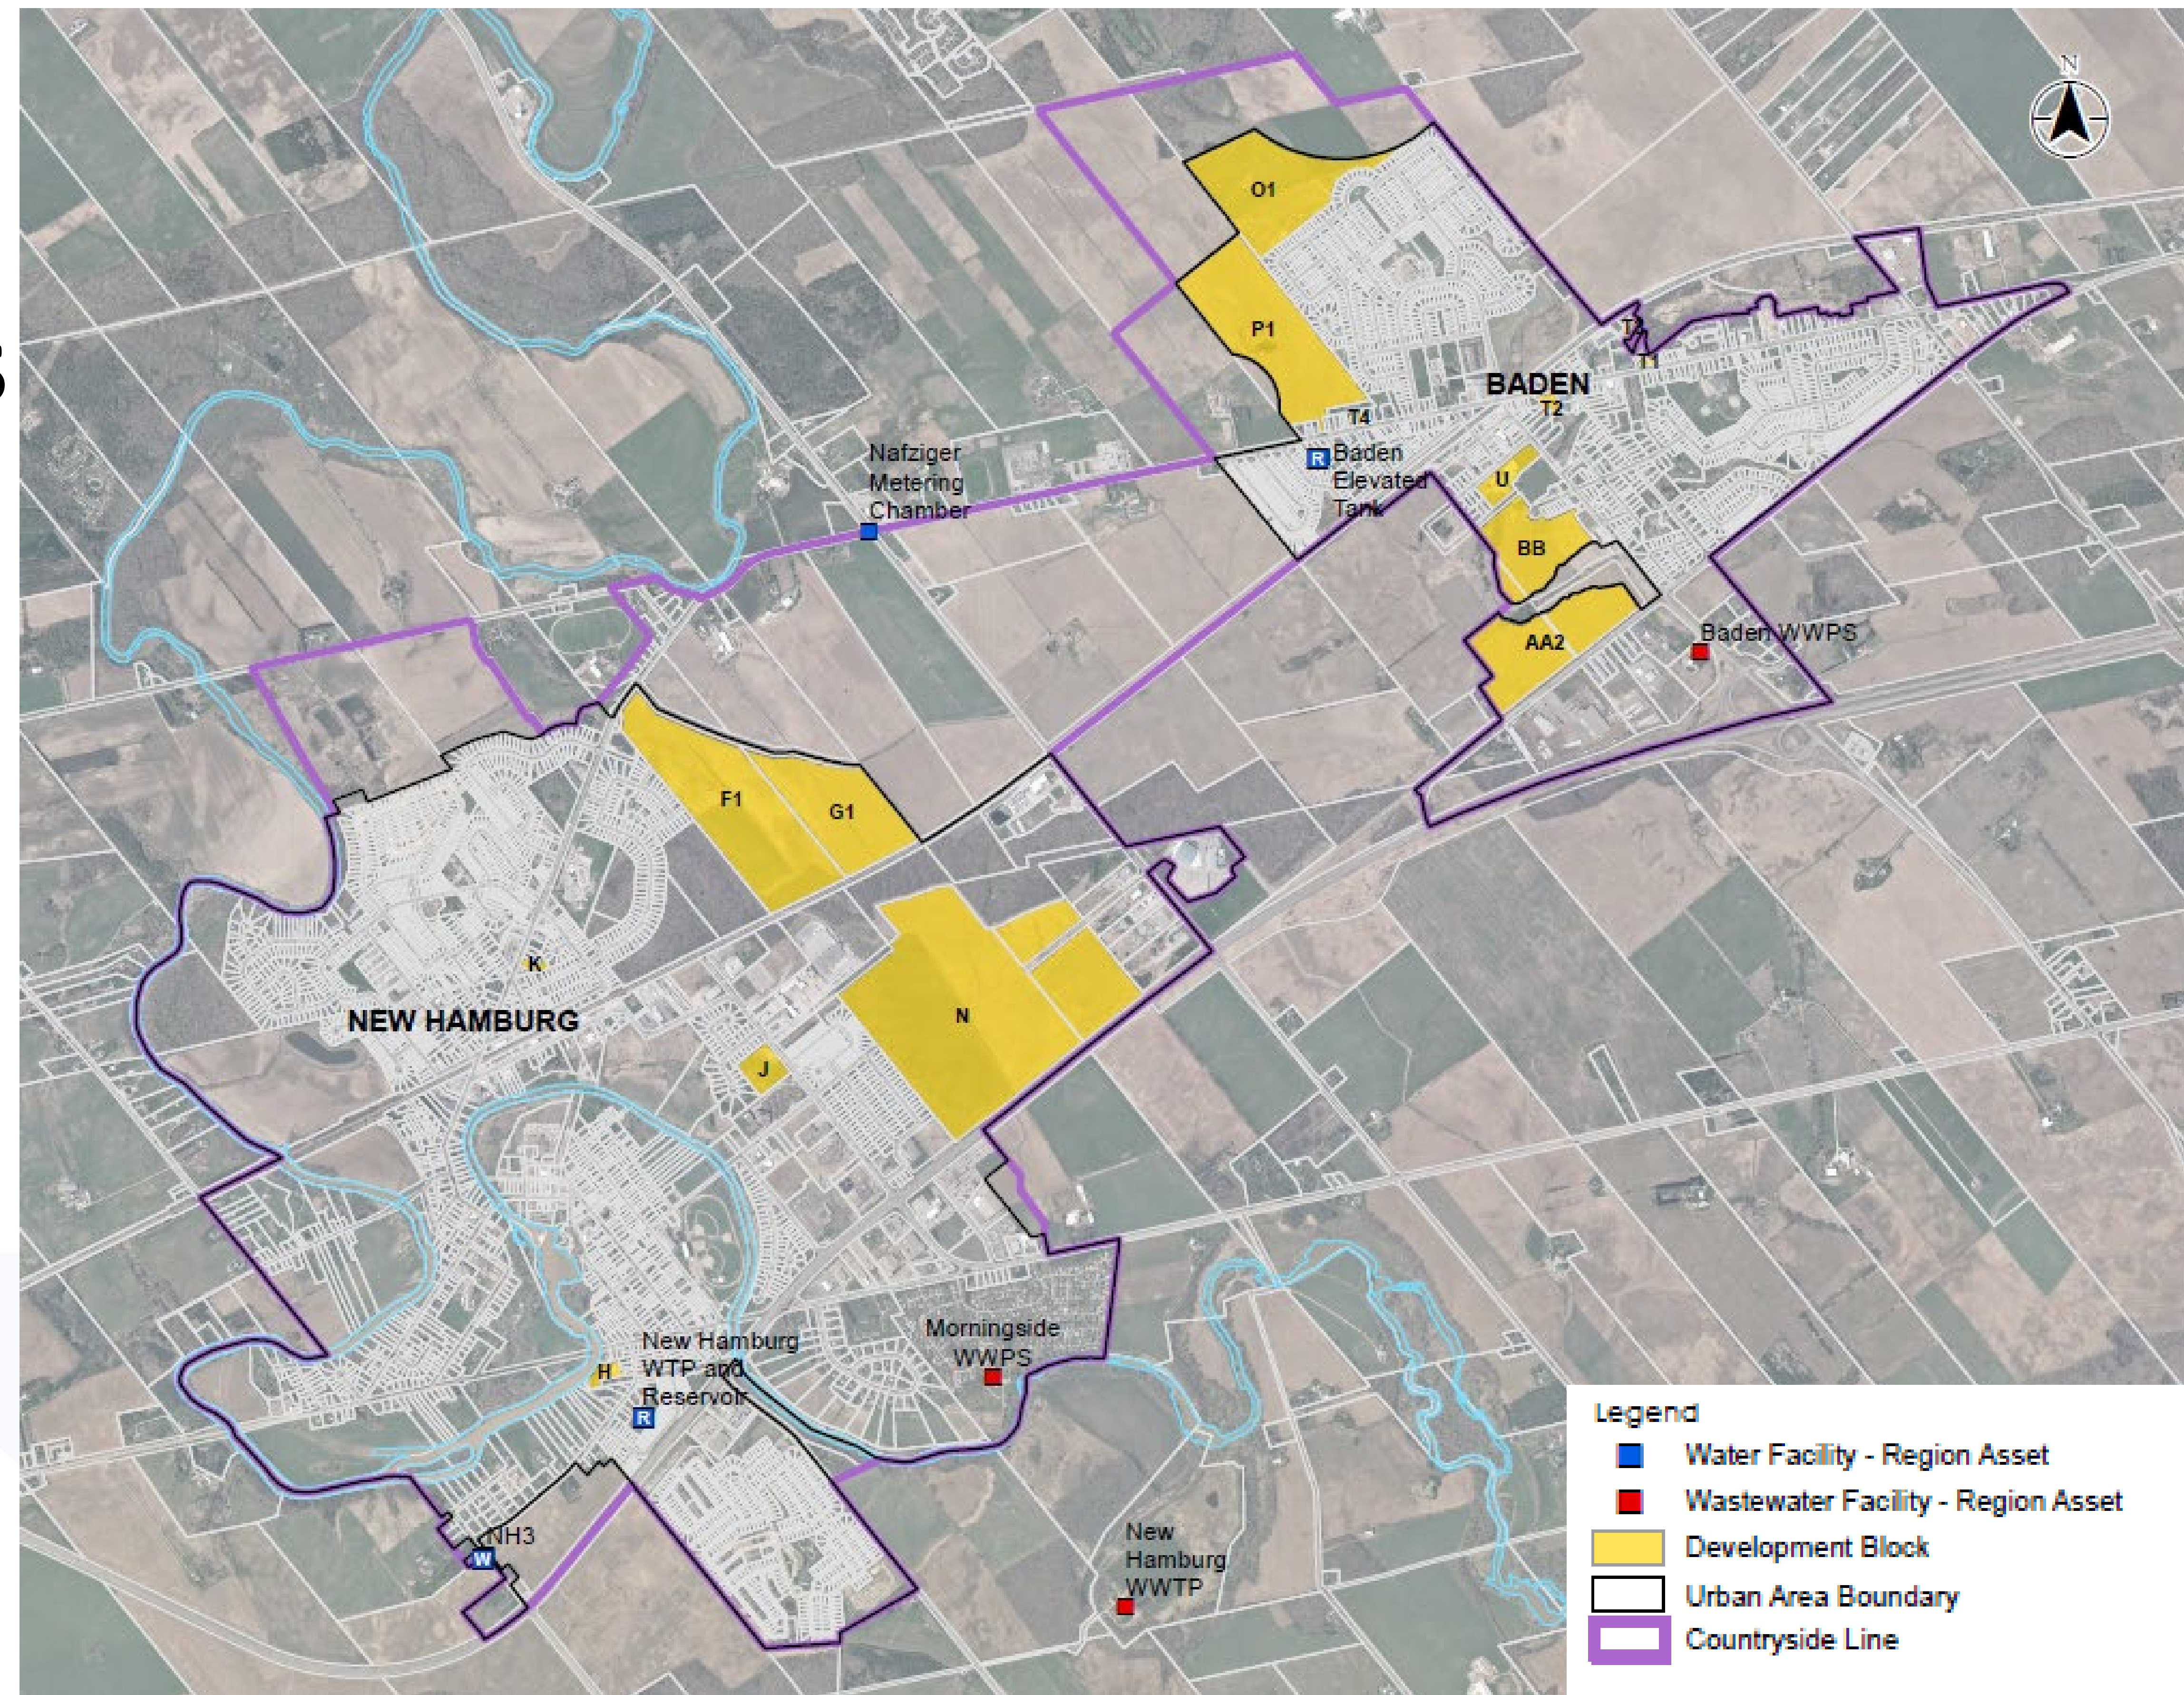 N
O1
P1
T1
BADEN
T2
T4
Nafziger
Metering
Chamber
R
Baden
Elevated
Tank
U
BB
AA2
Baden WWPS
F1
G1
K
NEW HAMBURG
N
J
Morningside
WWPS
New Hamburg
WTP and
Reservoir
H
R
NH3
W
New
Hamburg
WWTP
Legend
Water Facility - Region Asset
Wastewater Facility - Region Asset
Development Block
Urban Area Boundary
Countryside Line